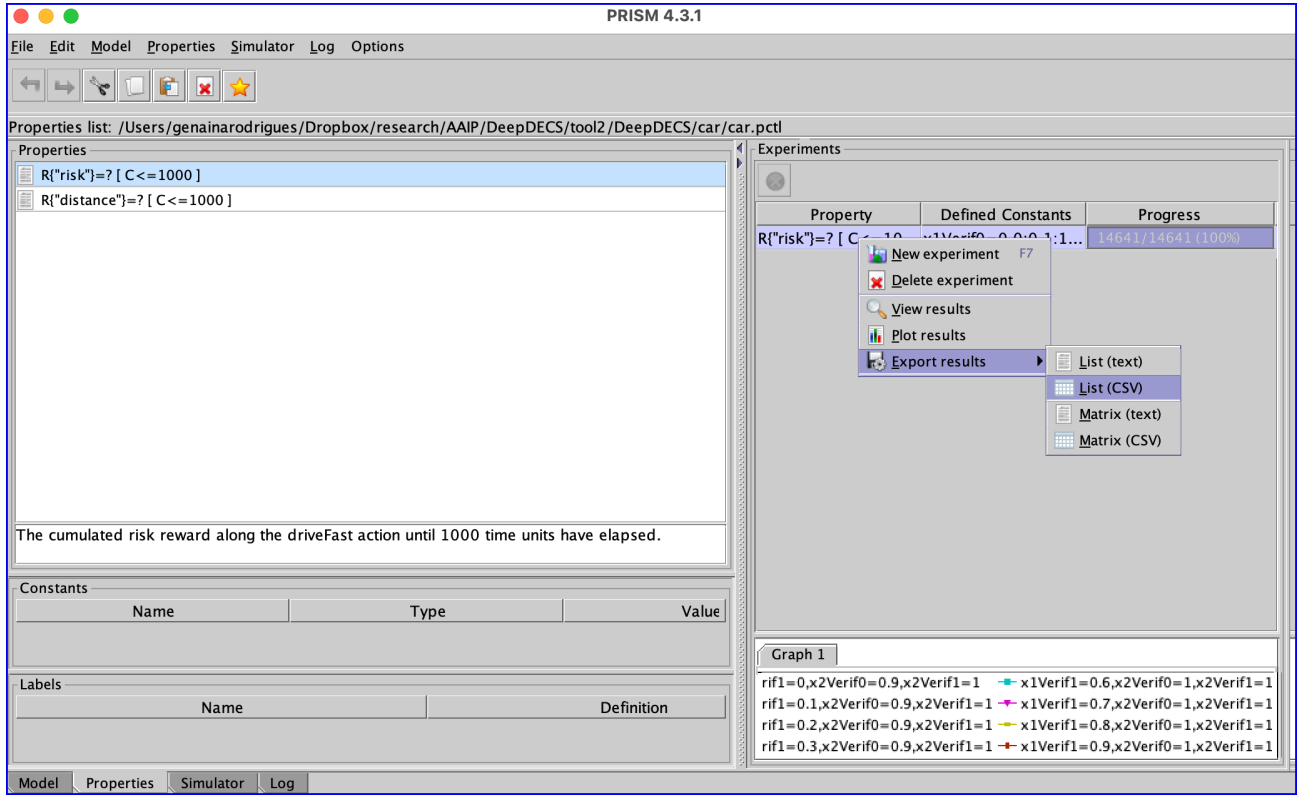 PRISM 4.3.1
File Edit Model Properties Simulator Log Options
Properties list: /Users/genainarodrigues/Dropbox/research/AAIP/DeepDECS/tool2/DeepDECS/car/car.pctl
Properties
R{"risk"}=? [ C<=1000 ]
R{"distance"}=? [ C<=1000 ]
The cumulated risk reward along the driveFast action until 1000 time units have elapsed.
Constants
Name Type Value
Labels
Name Definition
Experiments
Property Defined Constants Progress
R{"risk"}=? [ C<=10... x1Verif0=0.0:0.1:1... 14641/14641 (100%)
New experiment F7
Delete experiment
View results
Plot results
Export results
List (text)
List (CSV)
Matrix (text)
Matrix (CSV)
Graph 1
rif1=0,x2Verif0=0.9,x2Verif1=1 x1Verif1=0.6,x2Verif0=1,x2Verif1=1
rif1=0.1,x2Verif0=0.9,x2Verif1=1 x1Verif1=0.7,x2Verif0=1,x2Verif1=1
rif1=0.2,x2Verif0=0.9,x2Verif1=1 x1Verif1=0.8,x2Verif0=1,x2Verif1=1
rif1=0.3,x2Verif0=0.9,x2Verif1=1 x1Verif1=0.9,x2Verif0=1,x2Verif1=1
Model Properties Simulator Log